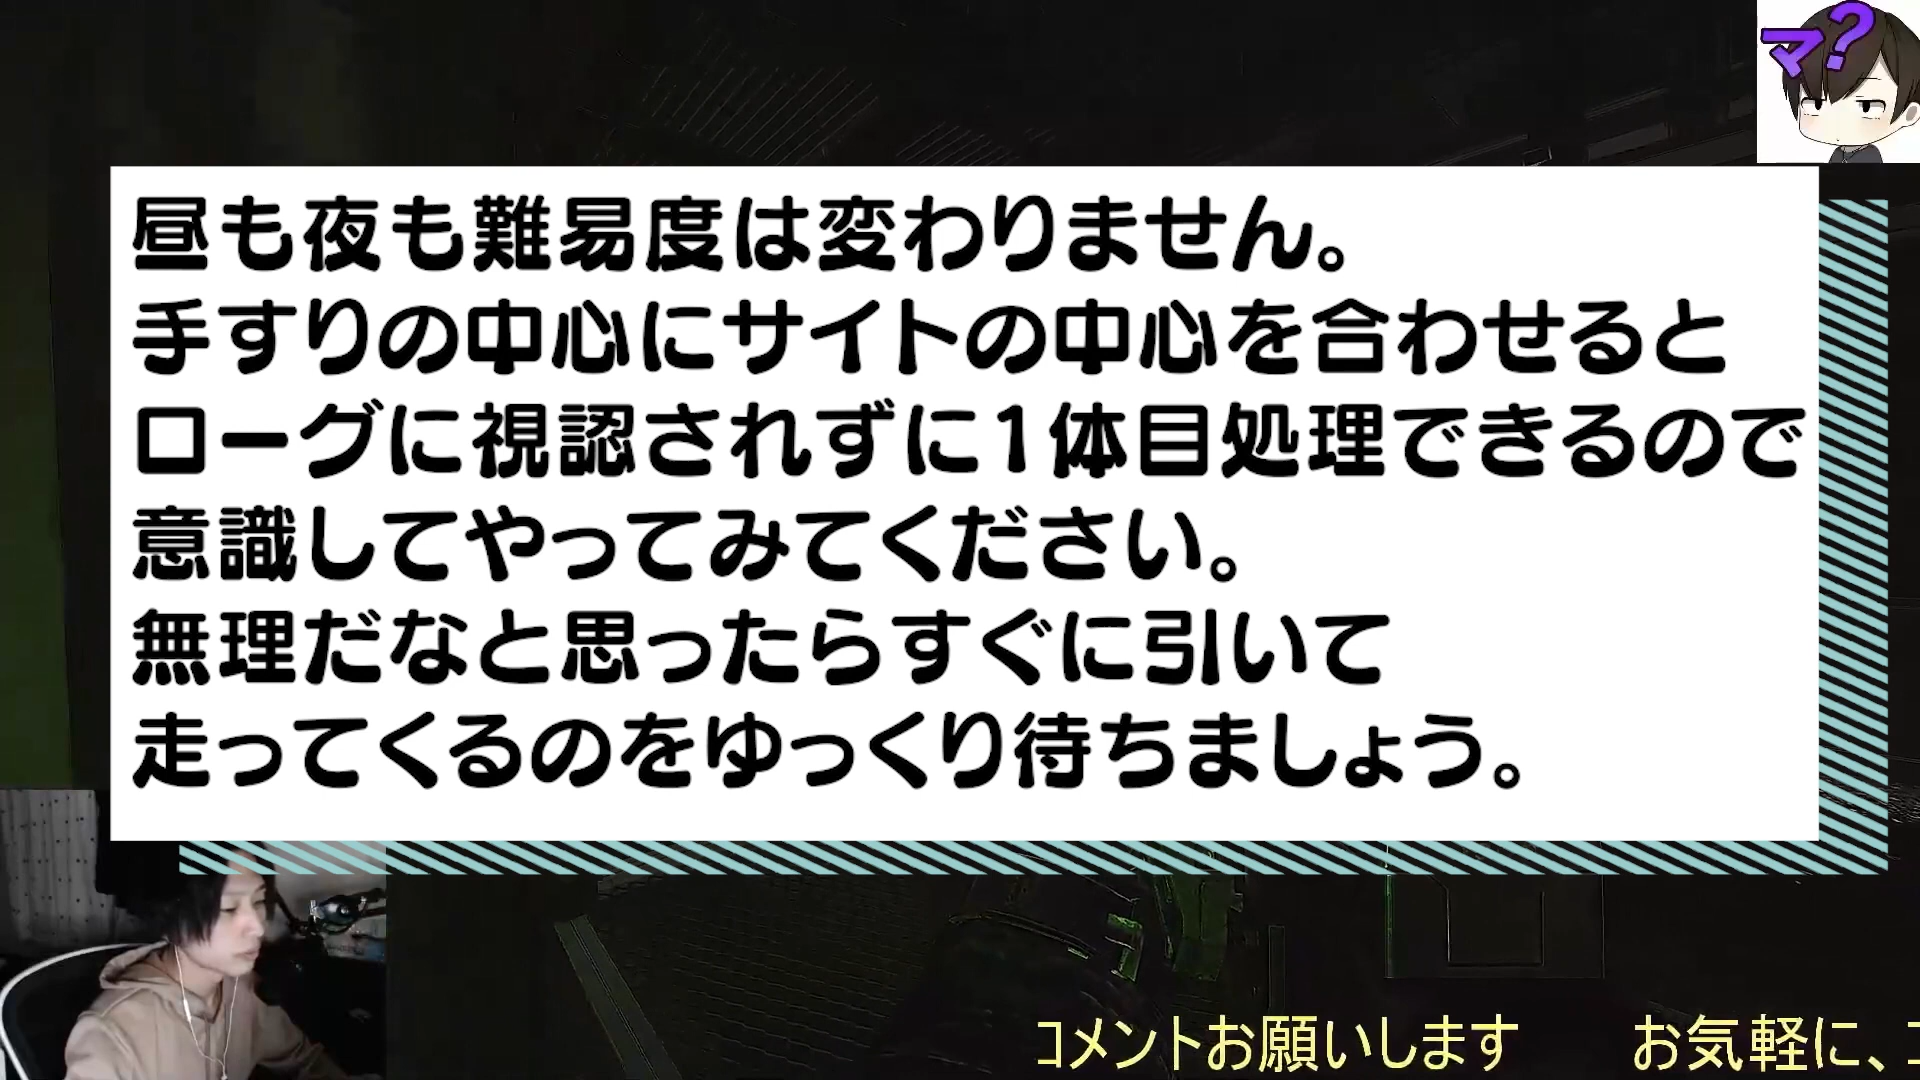 マ?
昼も夜も難易度は変わりません。
手すりの中心にサイトの中心を合わせると
ローグに視認されずに1体目処理できるので
意識してやってみてください。
無理だなと思ったらすぐに引いて
走ってくるのをゆっくり待ちましょう。
コメントお願いします お気軽に、コ